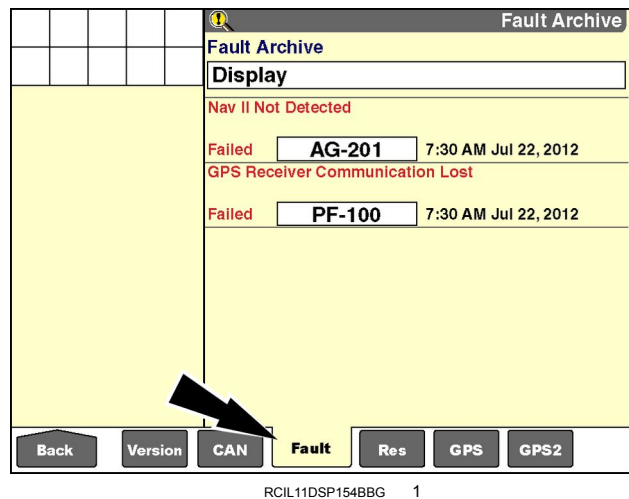 Fault Archive
Fault Archive
Display
Nav II Not Detected
Failed AG-201 7:30 AM Jul 22, 2012
GPS Receiver Communication Lost
Failed PF-100 7:30 AM Jul 22, 2012
Back Version CAN Fault Res GPS GPS2
RCIL11DSP154BBG 1